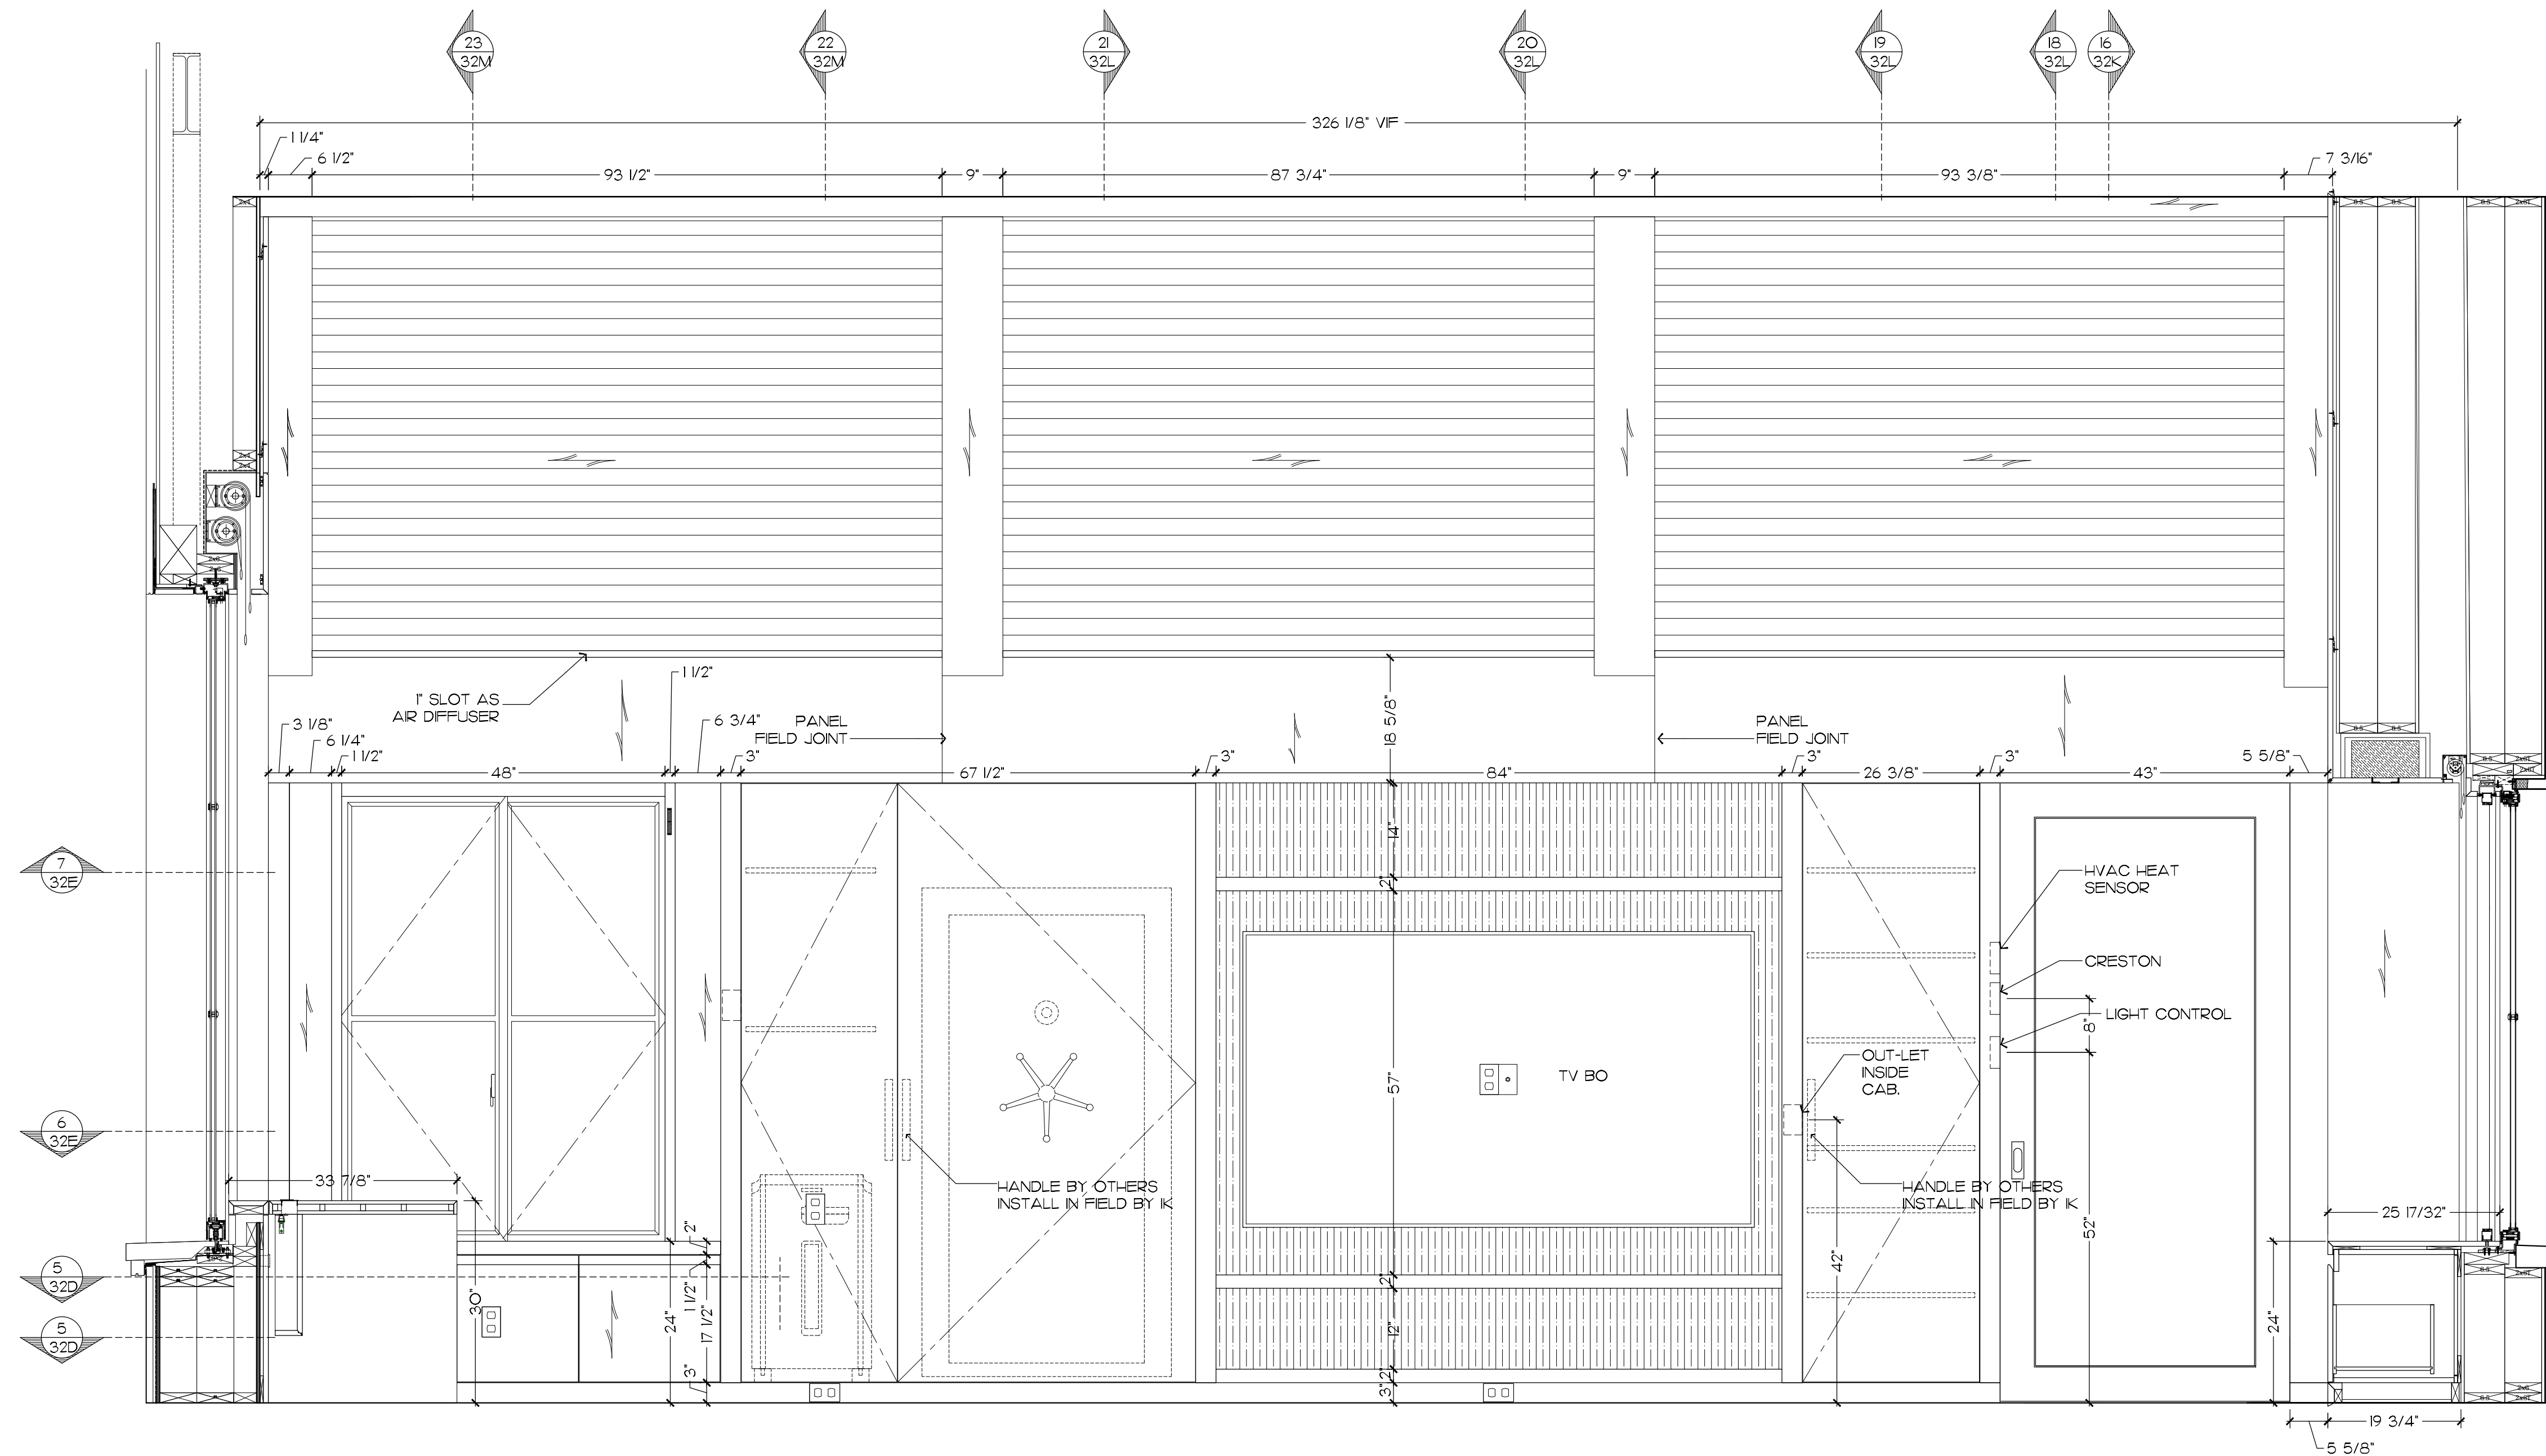 23
32M
22
32M
21
32L
20
32L
19
32L
18
32L
16
32K
326 1/8" VIF
1 1/4"
6 1/2"
93 1/2"
9"
87 3/4"
9"
93 3/8"
7 3/16"
1" SLOT AS
AIR DIFFUSER
1 1/2"
3 1/8"
6 1/4"
1 1/2"
6 3/4"
3"
PANEL
FIELD JOINT
18 5/8"
PANEL
FIELD JOINT
48"
67 1/2"
3"
84"
3"
26 3/8"
3"
43"
5 5/8"
7
32E
14"
2"
HVAC HEAT
SENSOR
CRESTON
8"
LIGHT CONTROL
OUT-LET
INSIDE
CAB.
TV BO
57"
6
32E
33 7/8"
HANDLE BY OTHERS
INSTALL IN FIELD BY IK
HANDLE BY OTHERS
INSTALL IN FIELD BY IK
52"
42"
25 17/32"
5
32D
5
32D
30"
24"
2"
1 1/2"
17 1/2"
3"
2"
12"
2"
3"
24"
19 3/4"
5 5/8"